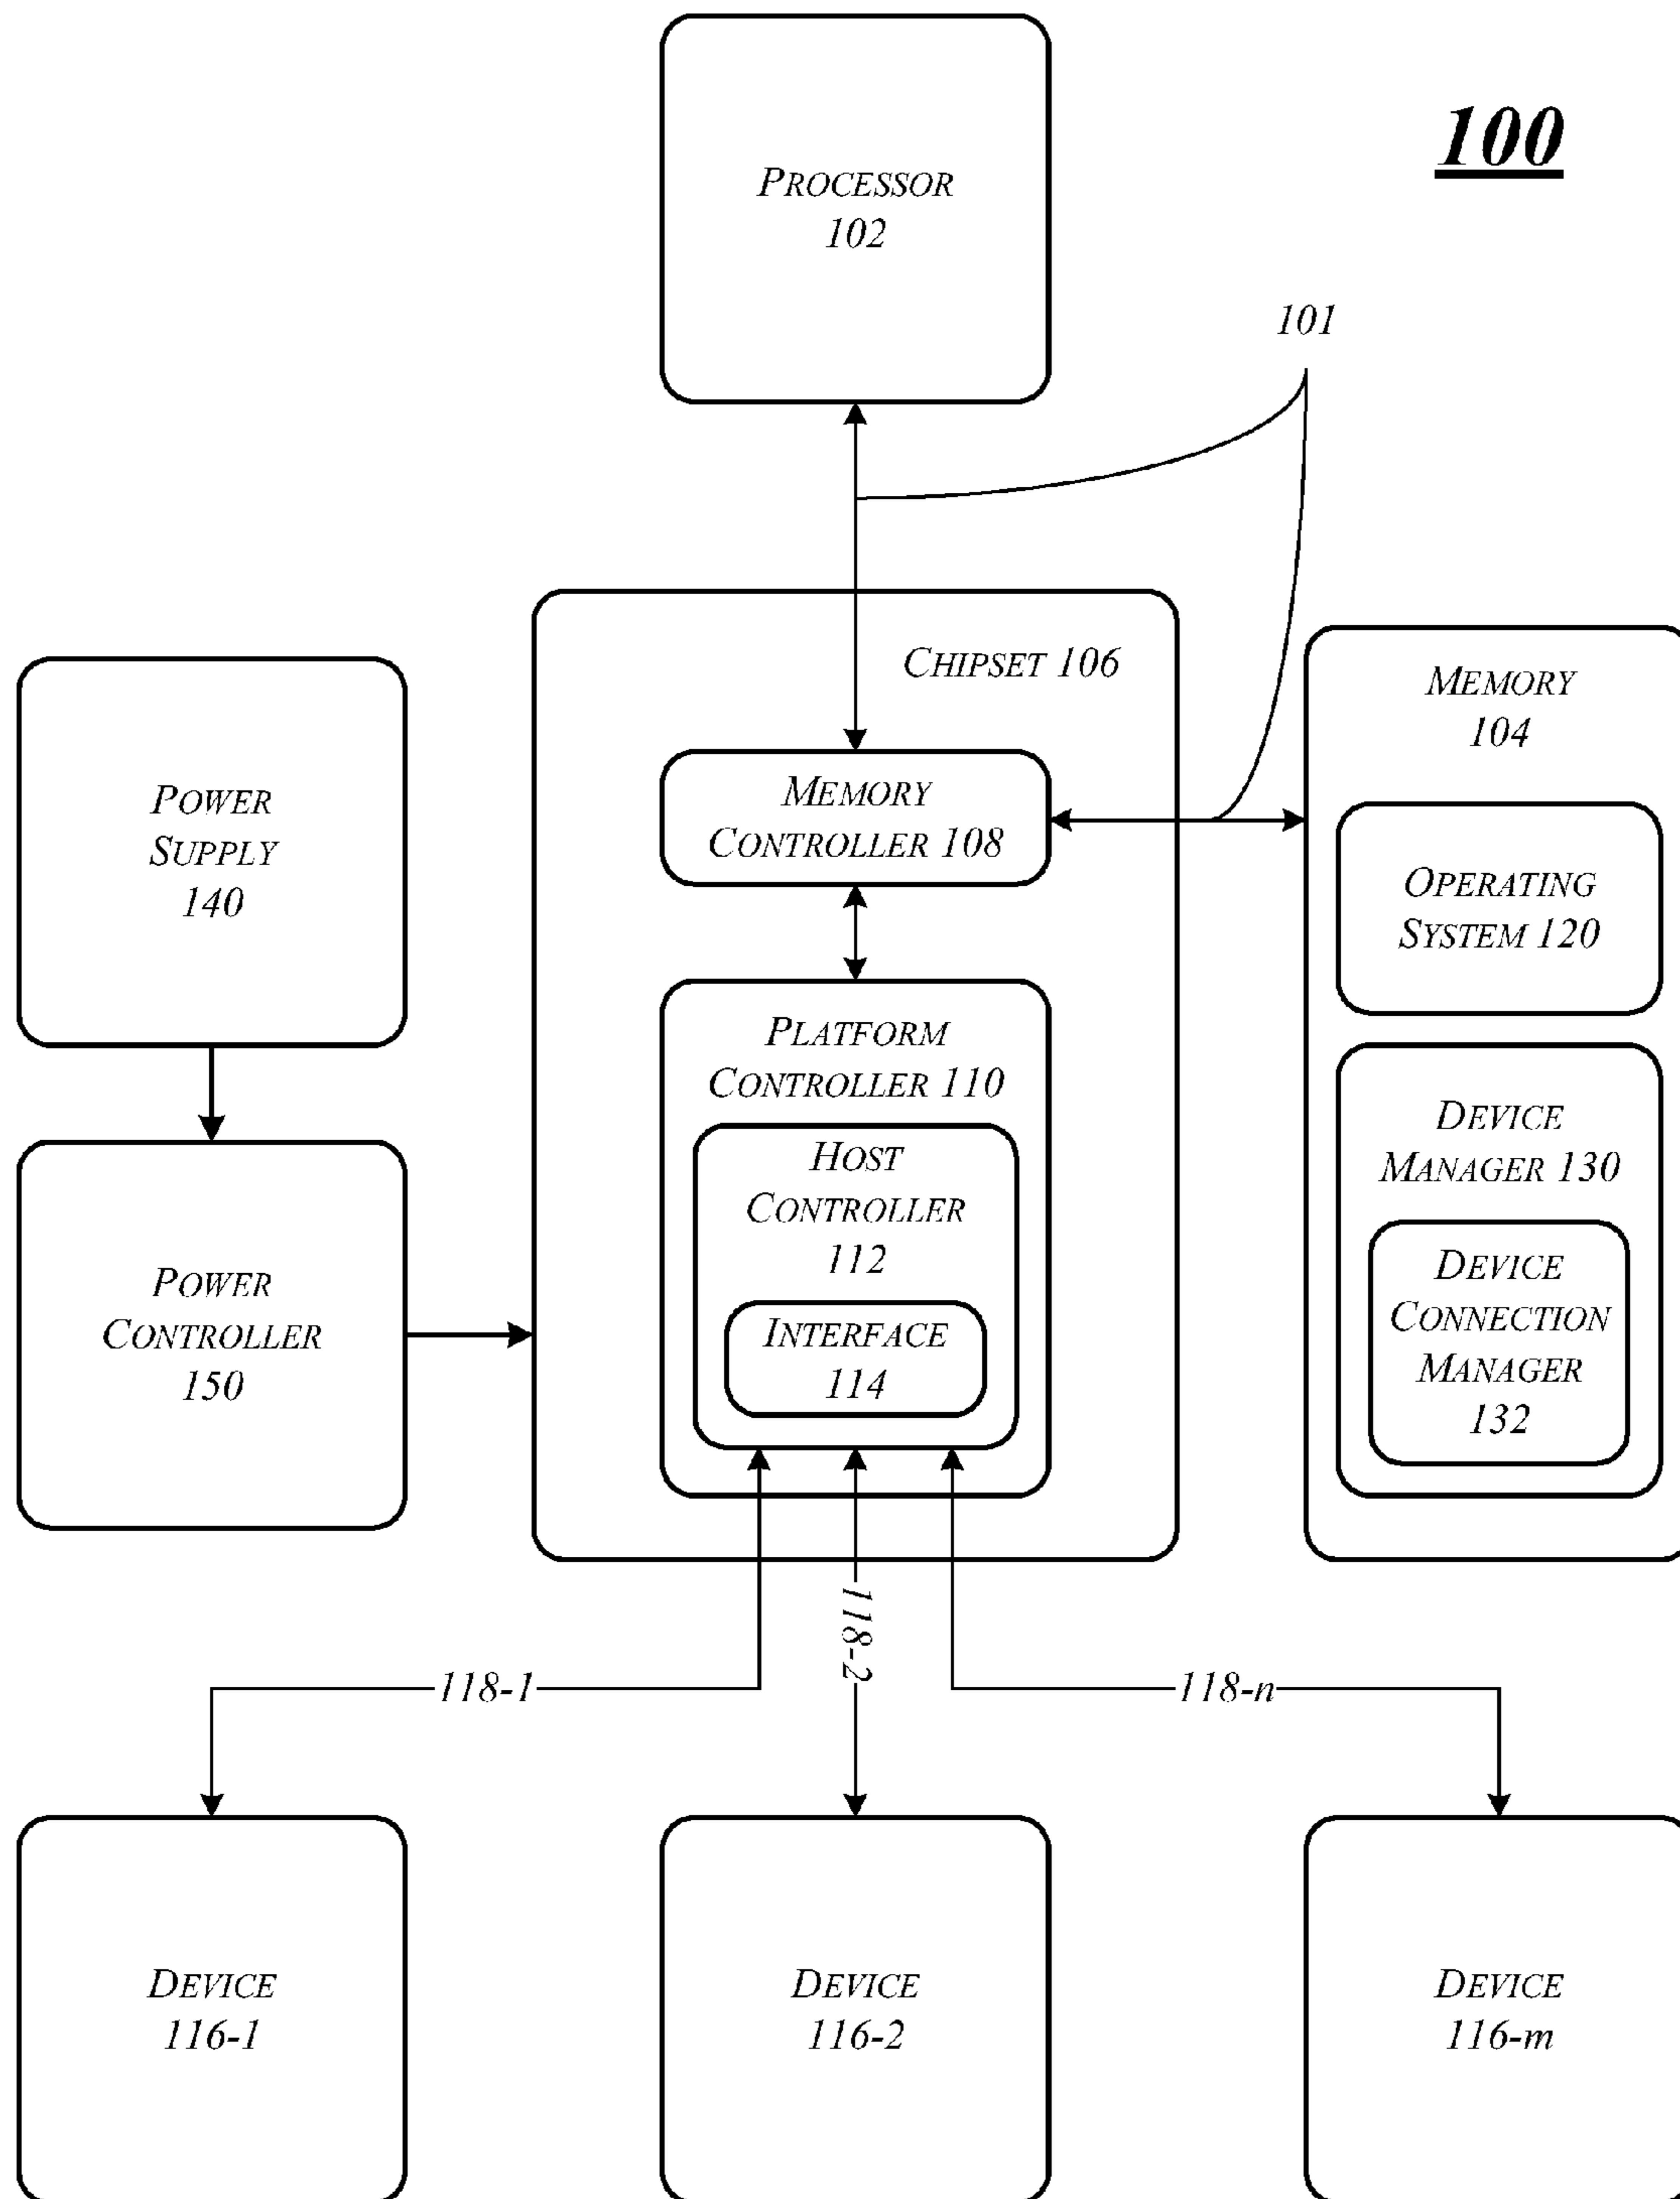 PROCESSOR
102
100
101
CHIPSET 106
MEMORY
CONTROLLER 108
PLATFORM
CONTROLLER 110
HOST
CONTROLLER
112
INTERFACE
114
MEMORY
104
OPERATING
SYSTEM 120
DEVICE
MANAGER 130
DEVICE
CONNECTION
MANAGER
132
POWER
SUPPLY
140
POWER
CONTROLLER
150
118-1
118-2
118-n
DEVICE
116-1
DEVICE
116-2
DEVICE
116-m